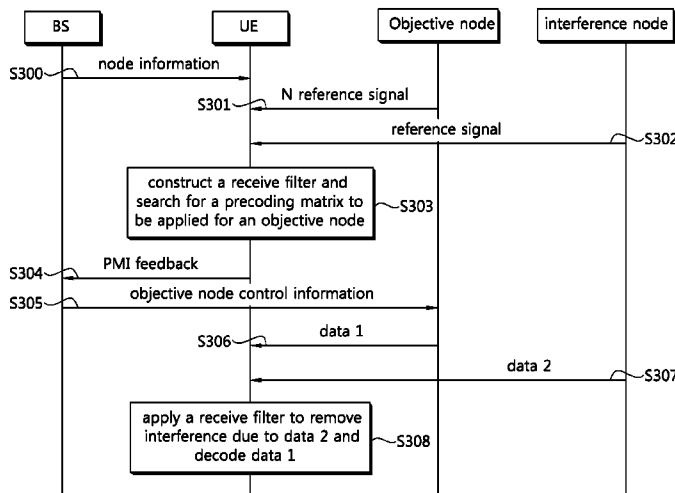 BS
UE
Objective node
interference node
S300
node information
S301
N reference signal
reference signal
S302
construct a receive filter and
search for a precoding matrix to
be applied for an objective node
S303
S304
PMI feedback
S305
objective node control information
S306
data 1
data 2
S307
apply a receive filter to remove
interference due to data 2 and
decode data 1
S308